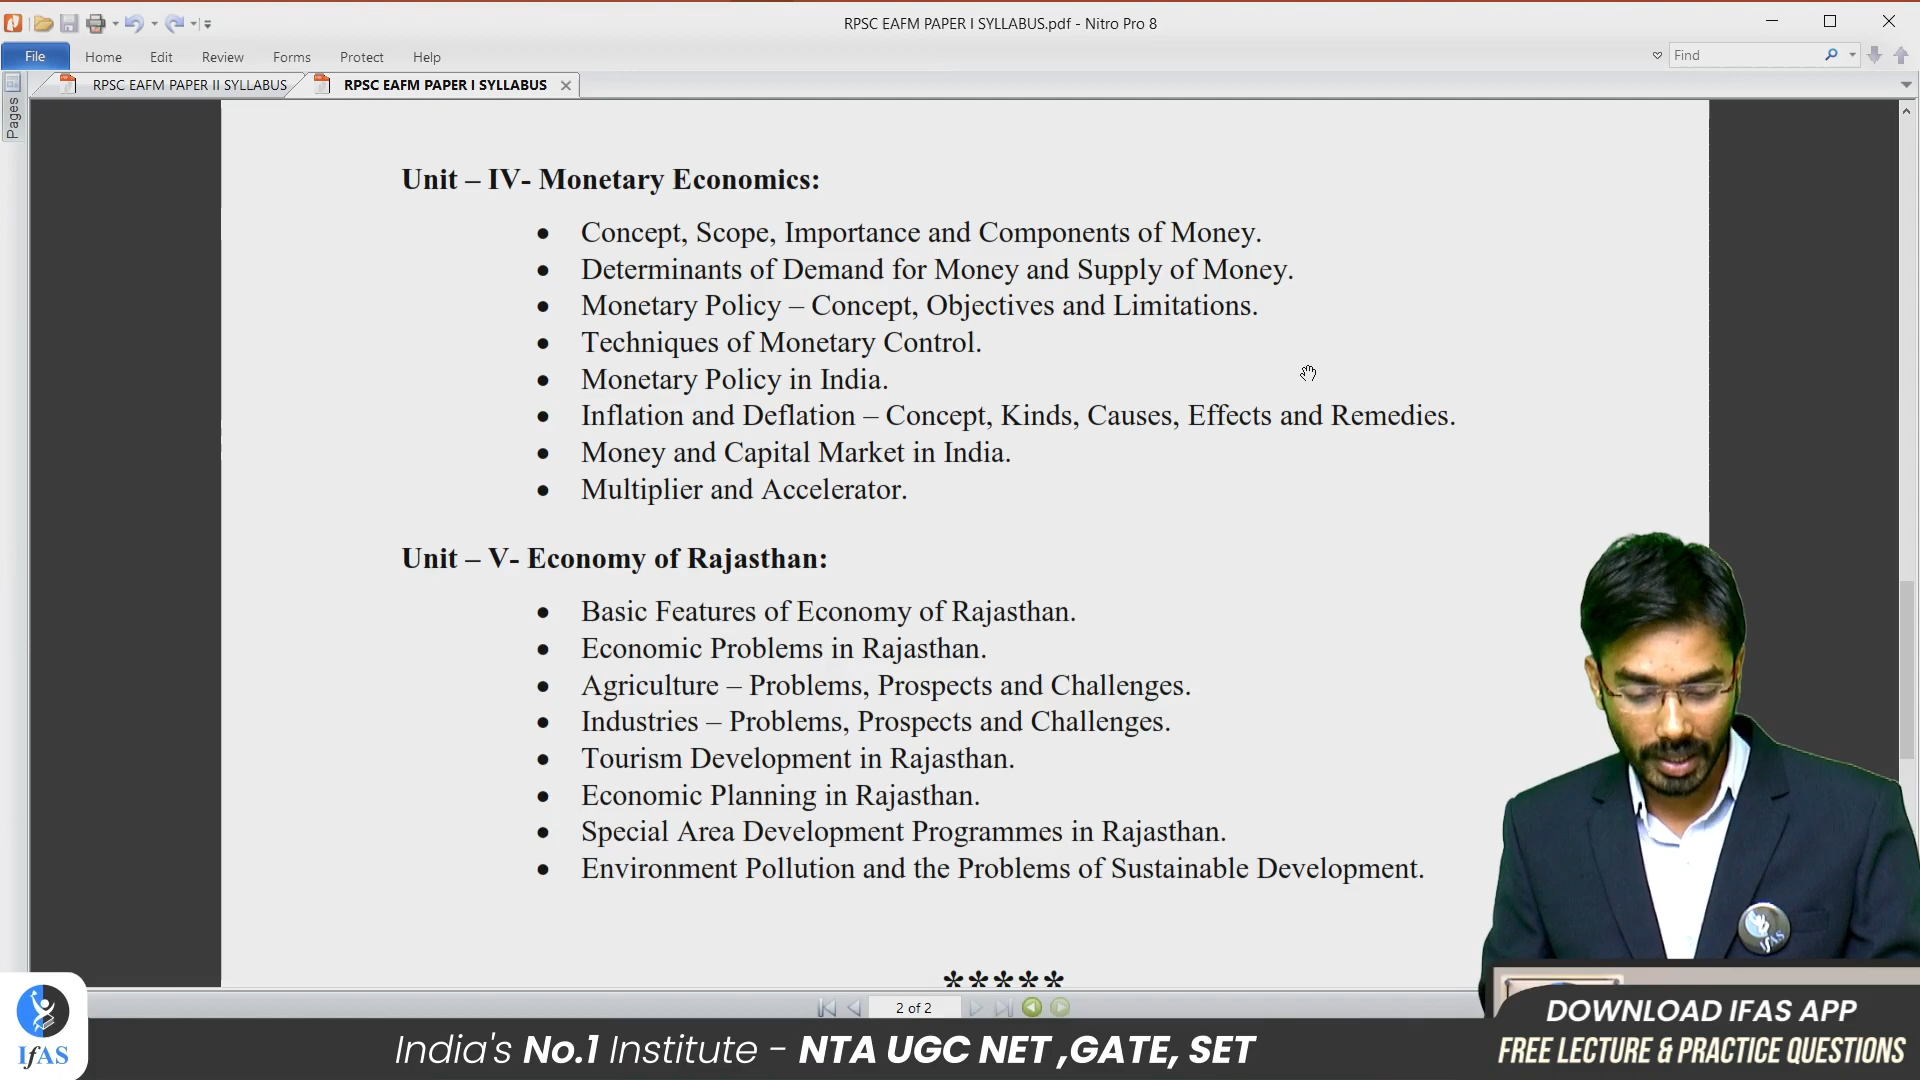 RPSC EAFM PAPER I SYLLABUS.pdf - Nitro Pro 8
File Home Edit Review Forms Protect Help
Find
RPSC EAFM PAPER II SYLLABUS RPSC EAFM PAPER I SYLLABUS
Pages
Unit – IV- Monetary Economics:
• Concept, Scope, Importance and Components of Money.
• Determinants of Demand for Money and Supply of Money.
• Monetary Policy – Concept, Objectives and Limitations.
• Techniques of Monetary Control.
• Monetary Policy in India.
• Inflation and Deflation – Concept, Kinds, Causes, Effects and Remedies.
• Money and Capital Market in India.
• Multiplier and Accelerator.
Unit – V- Economy of Rajasthan:
• Basic Features of Economy of Rajasthan.
• Economic Problems in Rajasthan.
• Agriculture – Problems, Prospects and Challenges.
• Industries – Problems, Prospects and Challenges.
• Tourism Development in Rajasthan.
• Economic Planning in Rajasthan.
• Special Area Development Programmes in Rajasthan.
• Environment Pollution and the Problems of Sustainable Development.
*****
2 of 2
IfAS
IfAS
India's No.1 Institute - NTA UGC NET ,GATE, SET
DOWNLOAD IFAS APP
FREE LECTURE & PRACTICE QUESTIONS